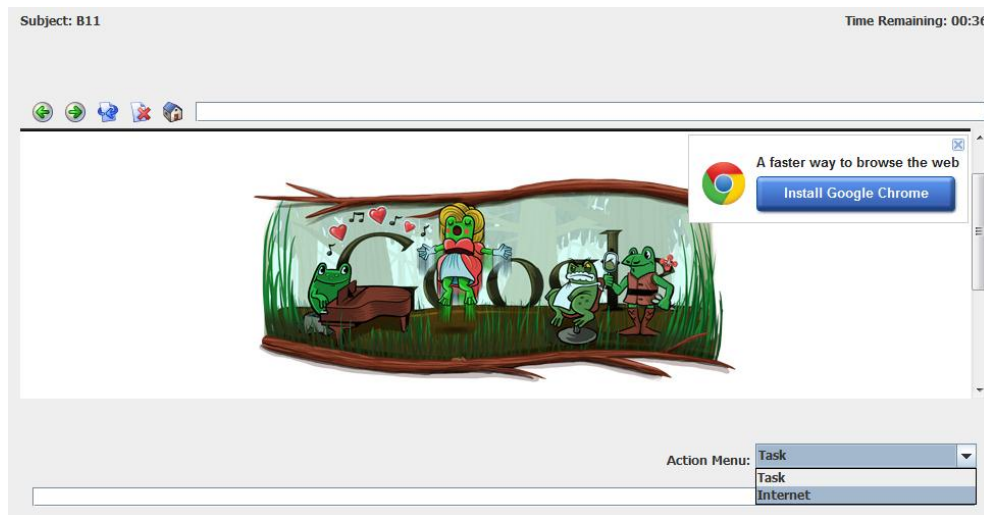 Subject: B11
Time Remaining: 00:36
A faster way to browse the web
Install Google Chrome
Google
Action Menu: Task
Task
Internet